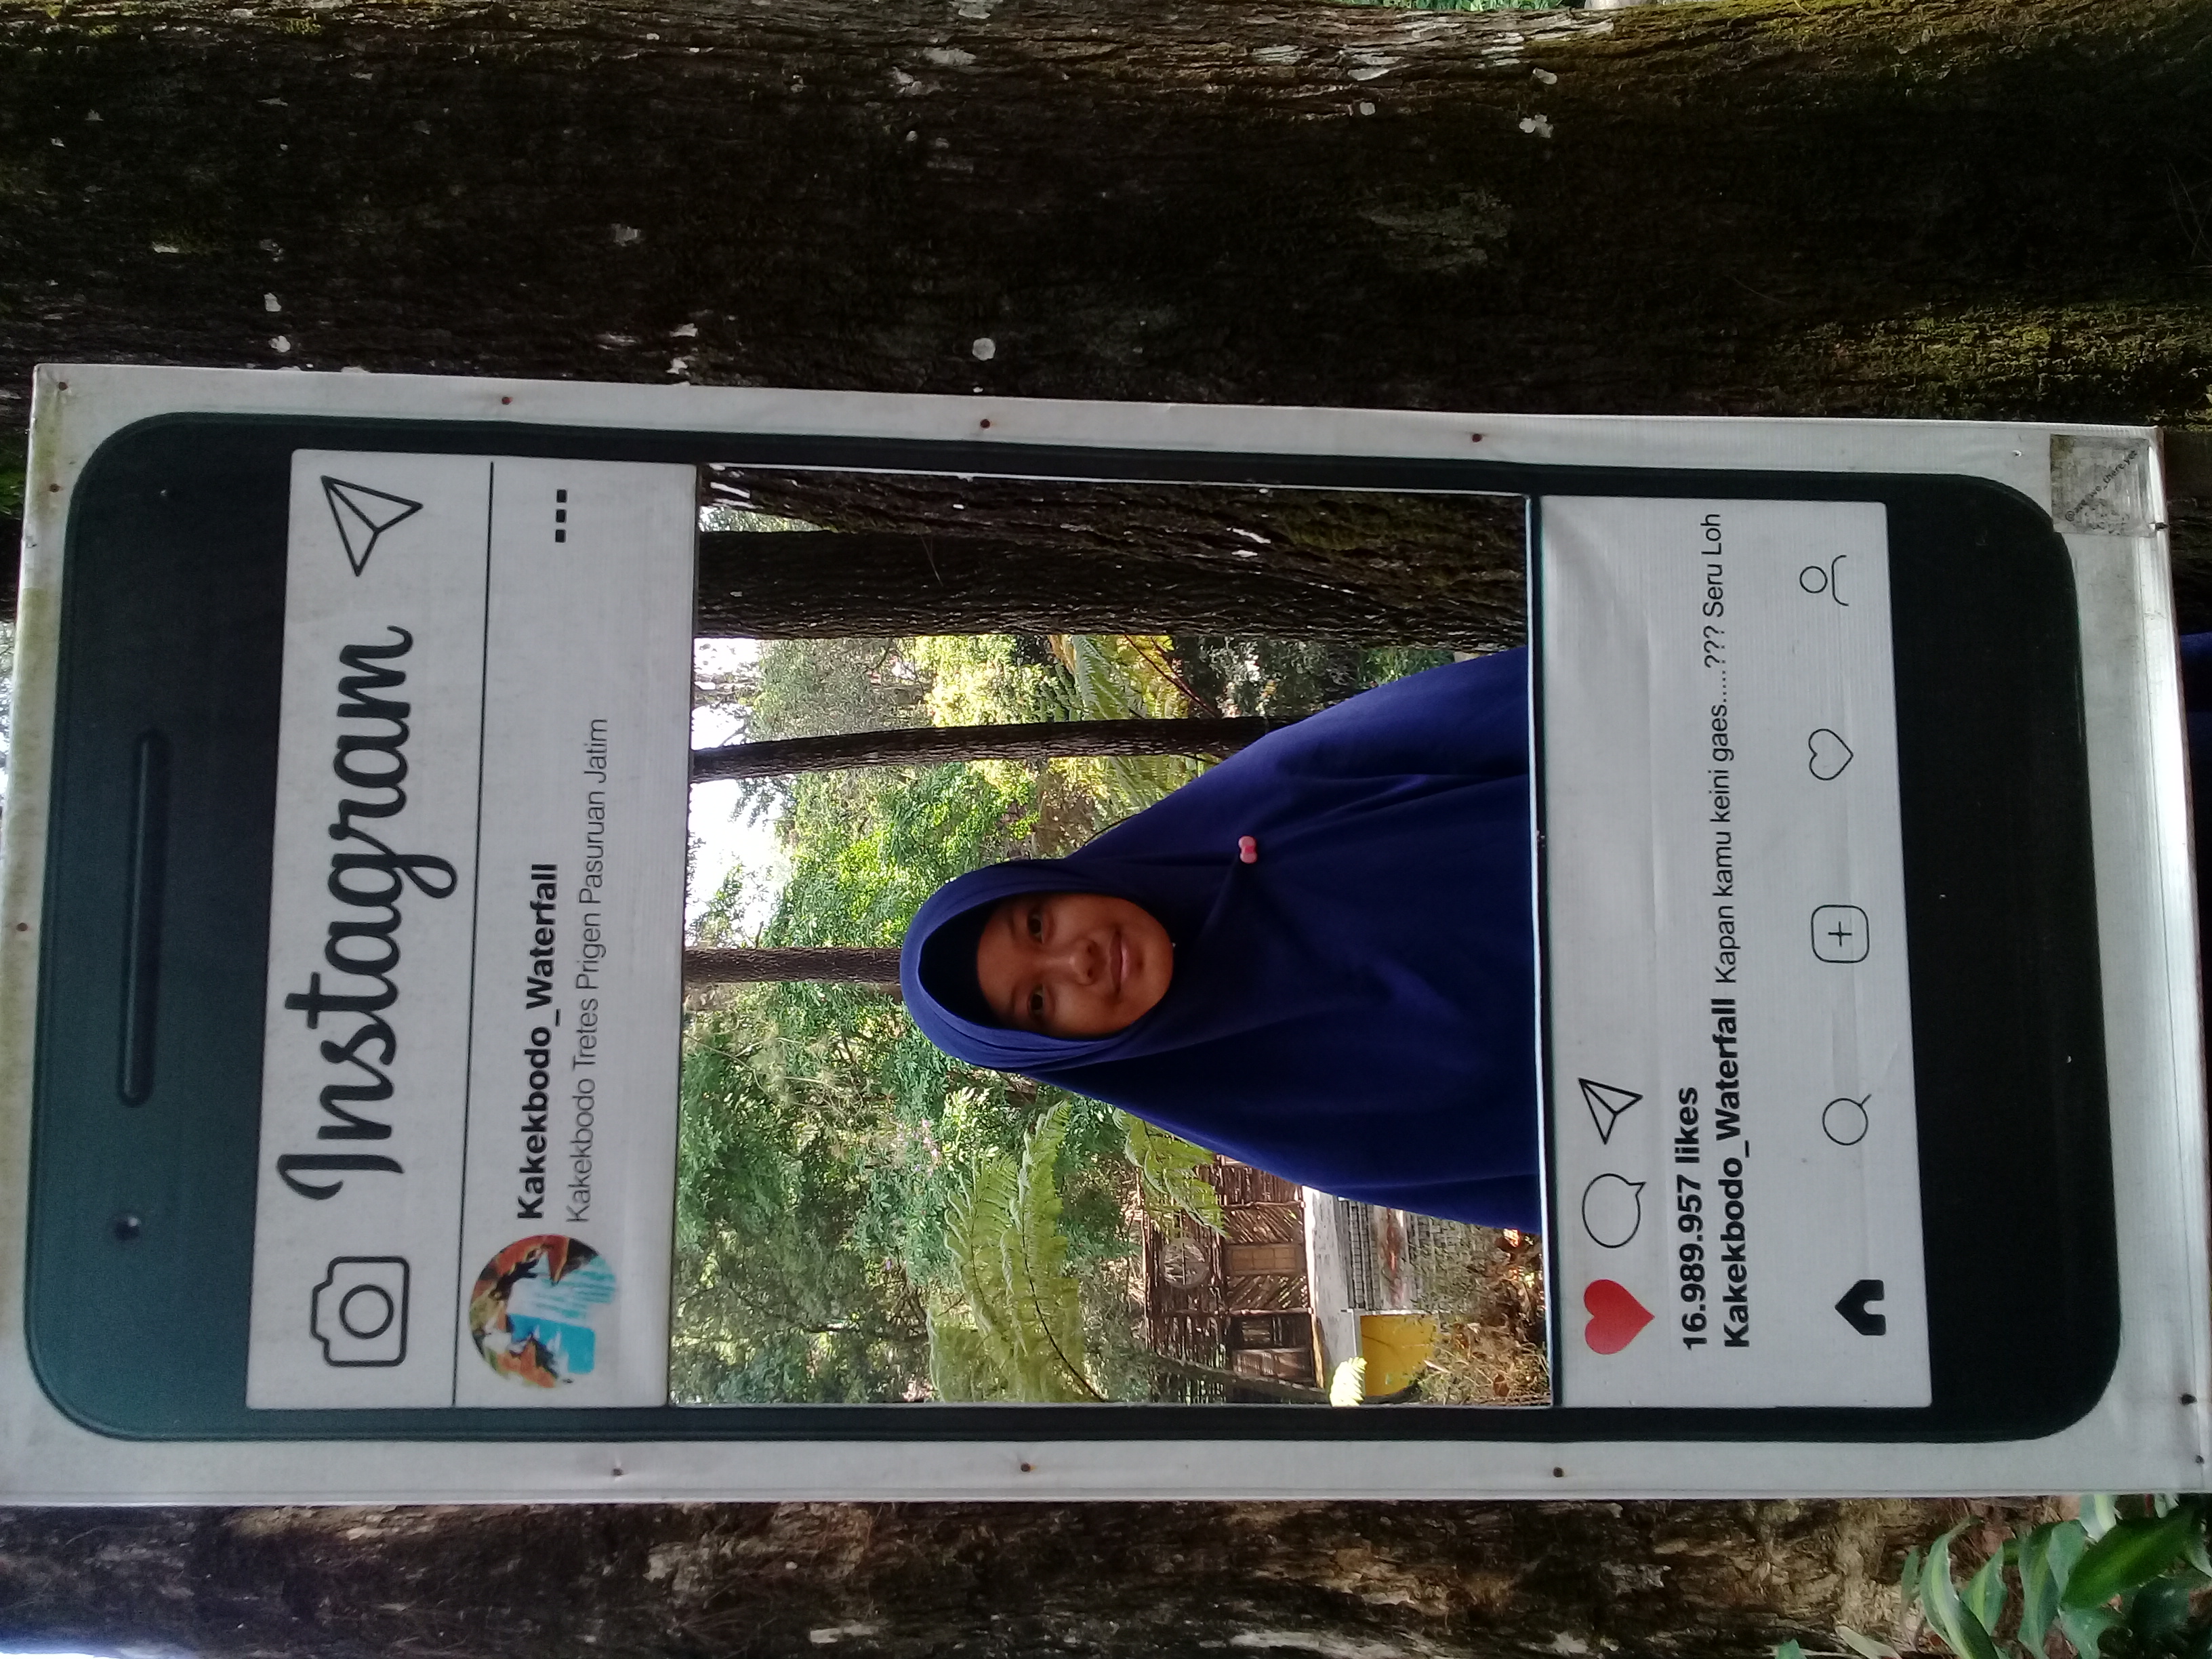 Instagram
Kakekbodo_Waterfall
Kakekbodo Tretes Prigen Pasuruan Jatim
16.989.957 likes
Kakekbodo_Waterfall Kapan kamu keini gaes.....??? Seru Loh